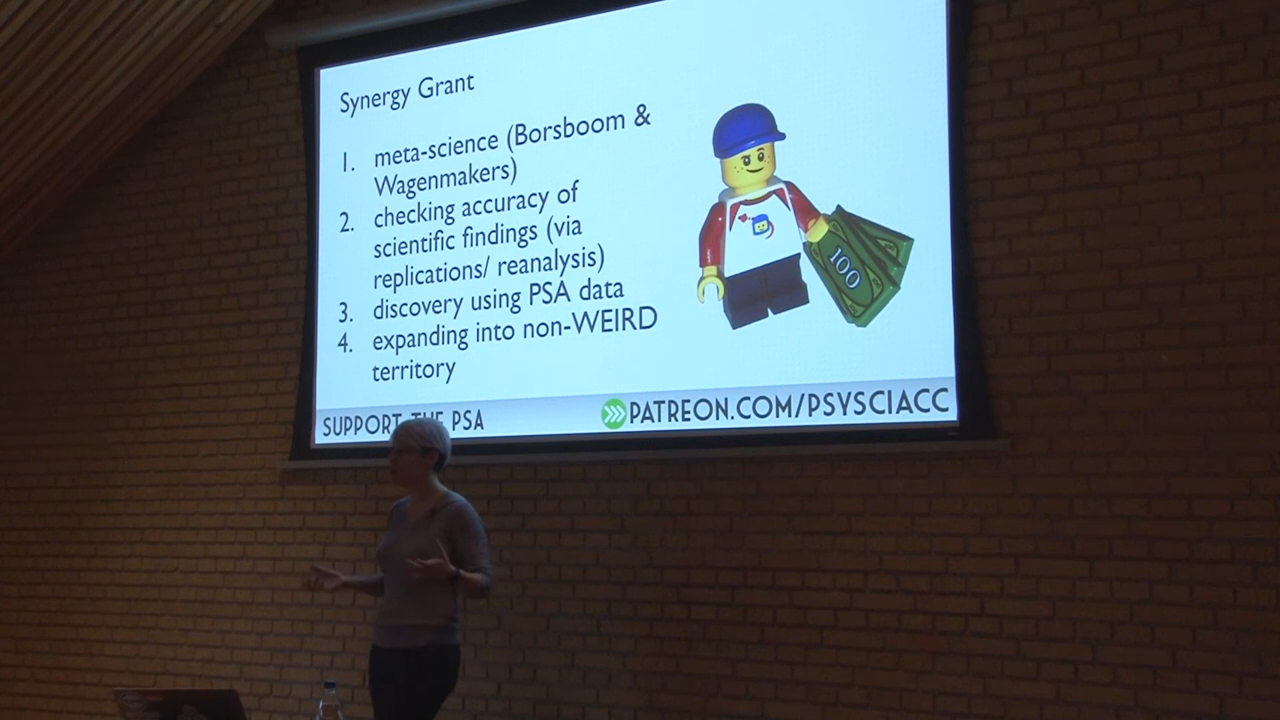 Synergy Grant
1. meta-science (Borsboom &
Wagenmakers)
2. checking accuracy of
scientific findings (via
replications/ reanalysis)
3. discovery using PSA data
4. expanding into non-WEIRD
territory
100
SUPPORT THE PSA
PATREON.COM/PSYSCIACC